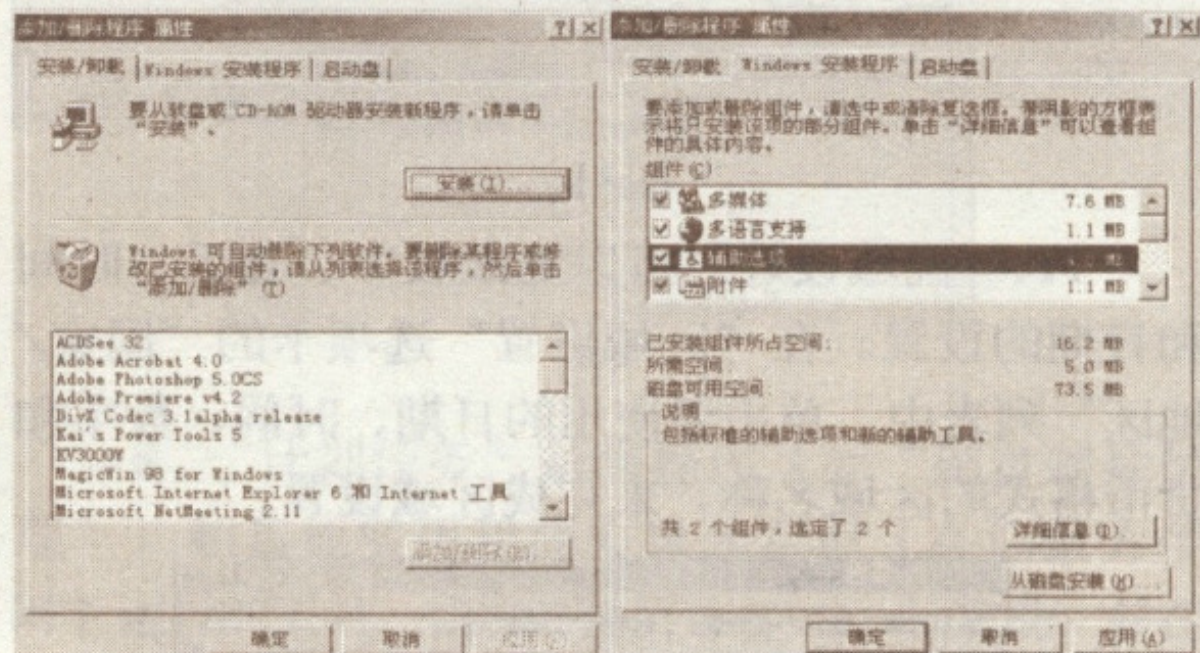 添加/删除程序 属性
安装/卸载 Windows 安装程序 启动盘
要从软盘或 CD-ROM 驱动器安装新程序，请单击
“安装”。
安装(I)...
Windows 可自动删除下列软件。要删除某程序或修
改已安装的组件，请从列表选择该程序，然后单击
“添加/删除”(T)
ACDSee 32
Adobe Acrobat 4.0
Adobe Photoshop 5.0CS
Adobe Premiere v4.2
DivX Codec 3.1alpha release
Kai's Power Tools 5
KV3000W
MagicWin 98 for Windows
Microsoft Internet Explorer 6 和 Internet 工具
Microsoft NetMeeting 2.11
添加/删除(R)...
确定 取消 应用(A)
添加/删除程序 属性
安装/卸载 Windows 安装程序 启动盘
要添加或删除组件，请选中或清除复选框。带阴影的方框表
示将只安装该项的部分组件。单击“详细信息”可以查看组
件的具体内容。
组件(C)
多媒体 7.6 MB
多语言支持 1.1 MB
辅助选项 MB
附件 1.1 MB
已安装组件所占空间: 16.2 MB
所需空间: 5.0 MB
磁盘可用空间: 73.5 MB
说明
包括标准的辅助选项和新的辅助工具。
共 2 个组件，选定了 2 个
详细信息(D)...
从磁盘安装(H)...
确定 取消 应用(A)